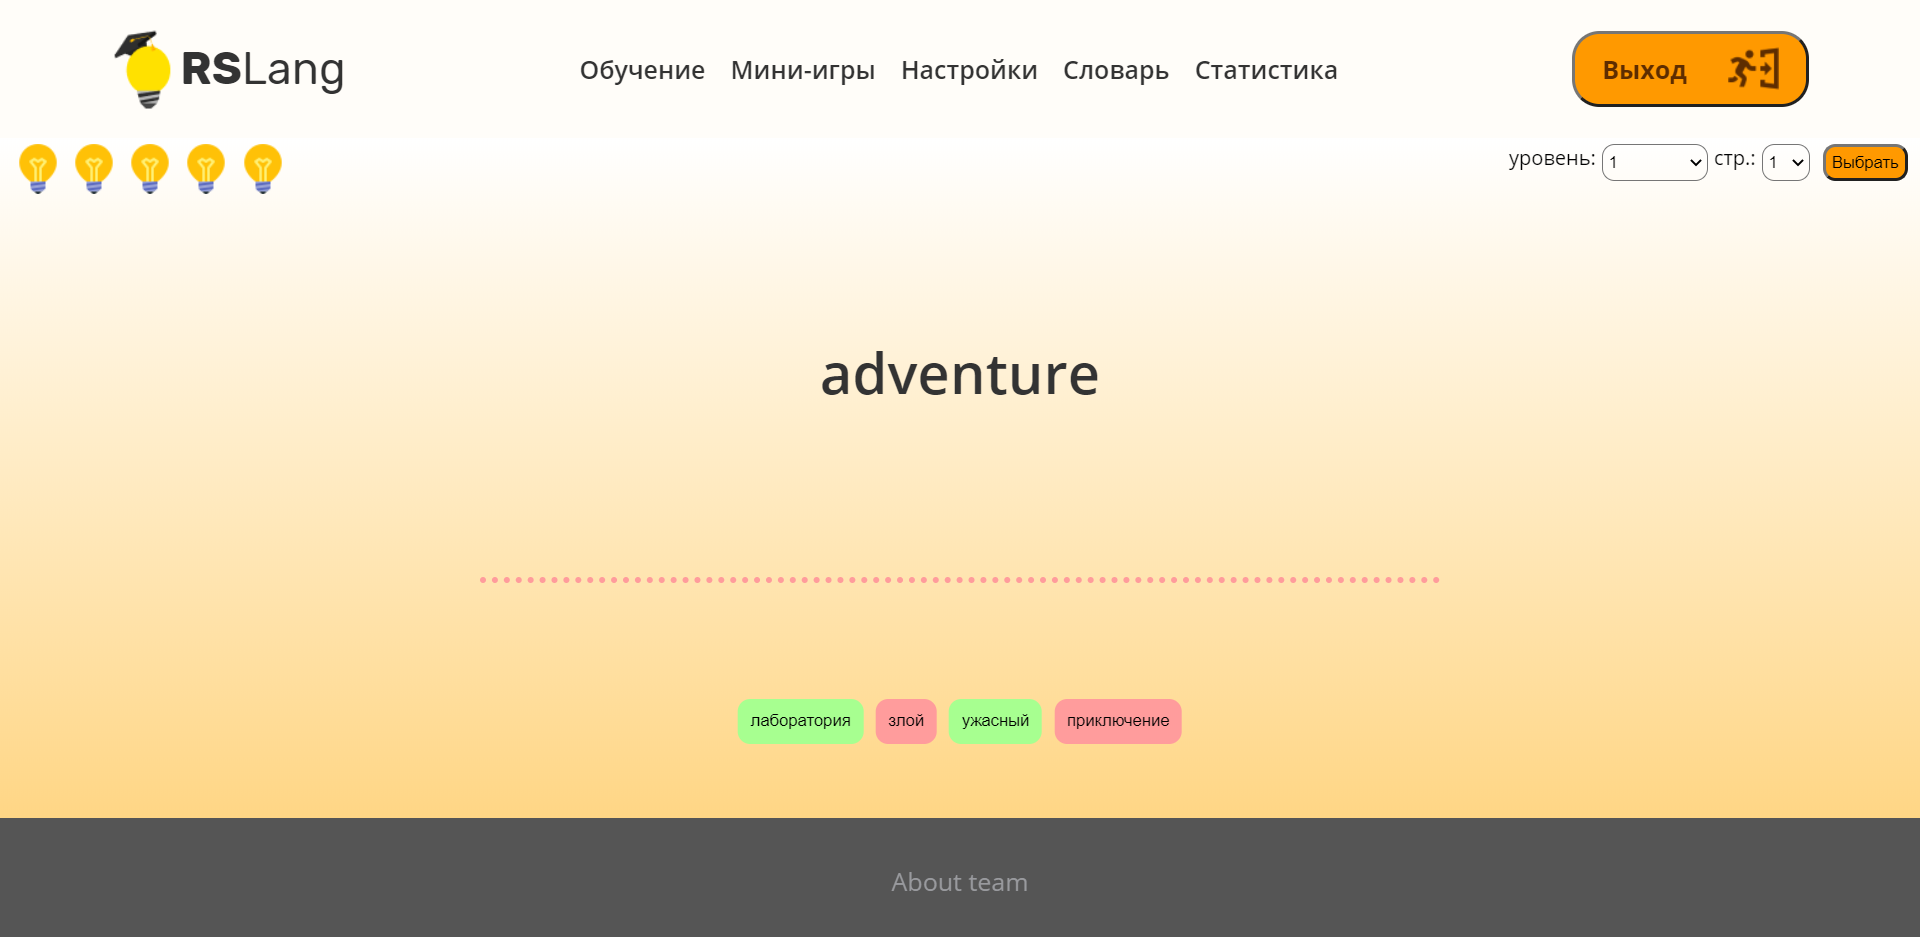 RSLang
Обучение Мини-игры Настройки Словарь Статистика
Выход
уровень: 1 стр.: 1 Выбрать
adventure
лаборатория злой ужасный приключение
About team